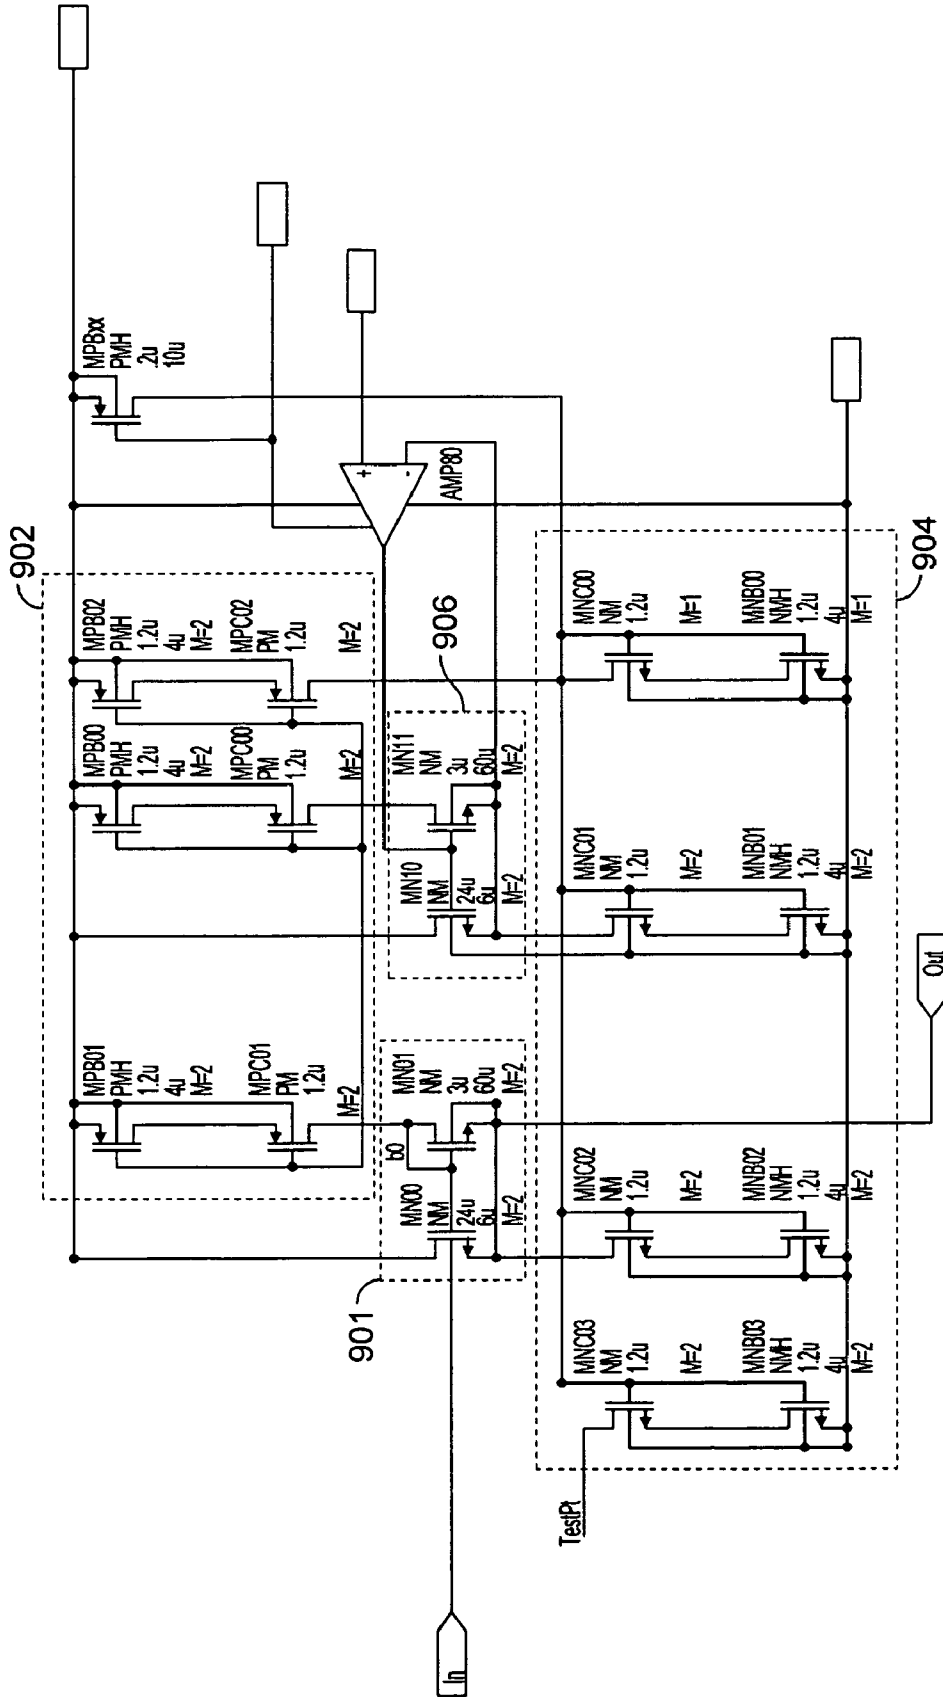 902
MPB01
PMH
1.2u
4u
M=2
MPC01
PM
1.2u
M=2
MPB00
PMH
1.2u
4u
M=2
MPC00
PM
1.2u
M=2
MPB02
PMH
1.2u
4u
M=2
MPC02
PM
1.2u
M=2
MPBxx
PMH
.2u
10u
+
-
AMP80
901
MN00
NM
24u
6u
M=2
b0
MN01
NM
3u
60u
M=2
906
MN10
NM
24u
6u
M=2
MN11
NM
3u
60u
M=2
In
TestPt
MNC03
NM
1.2u
M=2
MNB03
NMH
1.2u
4u
M=2
MNC02
NM
1.2u
M=2
MNB02
NMH
1.2u
4u
M=2
MNC01
NM
1.2u
M=2
MNB01
NMH
1.2u
4u
M=2
MNC00
NM
1.2u
M=1
MNB00
NMH
1.2u
4u
M=1
904
Out